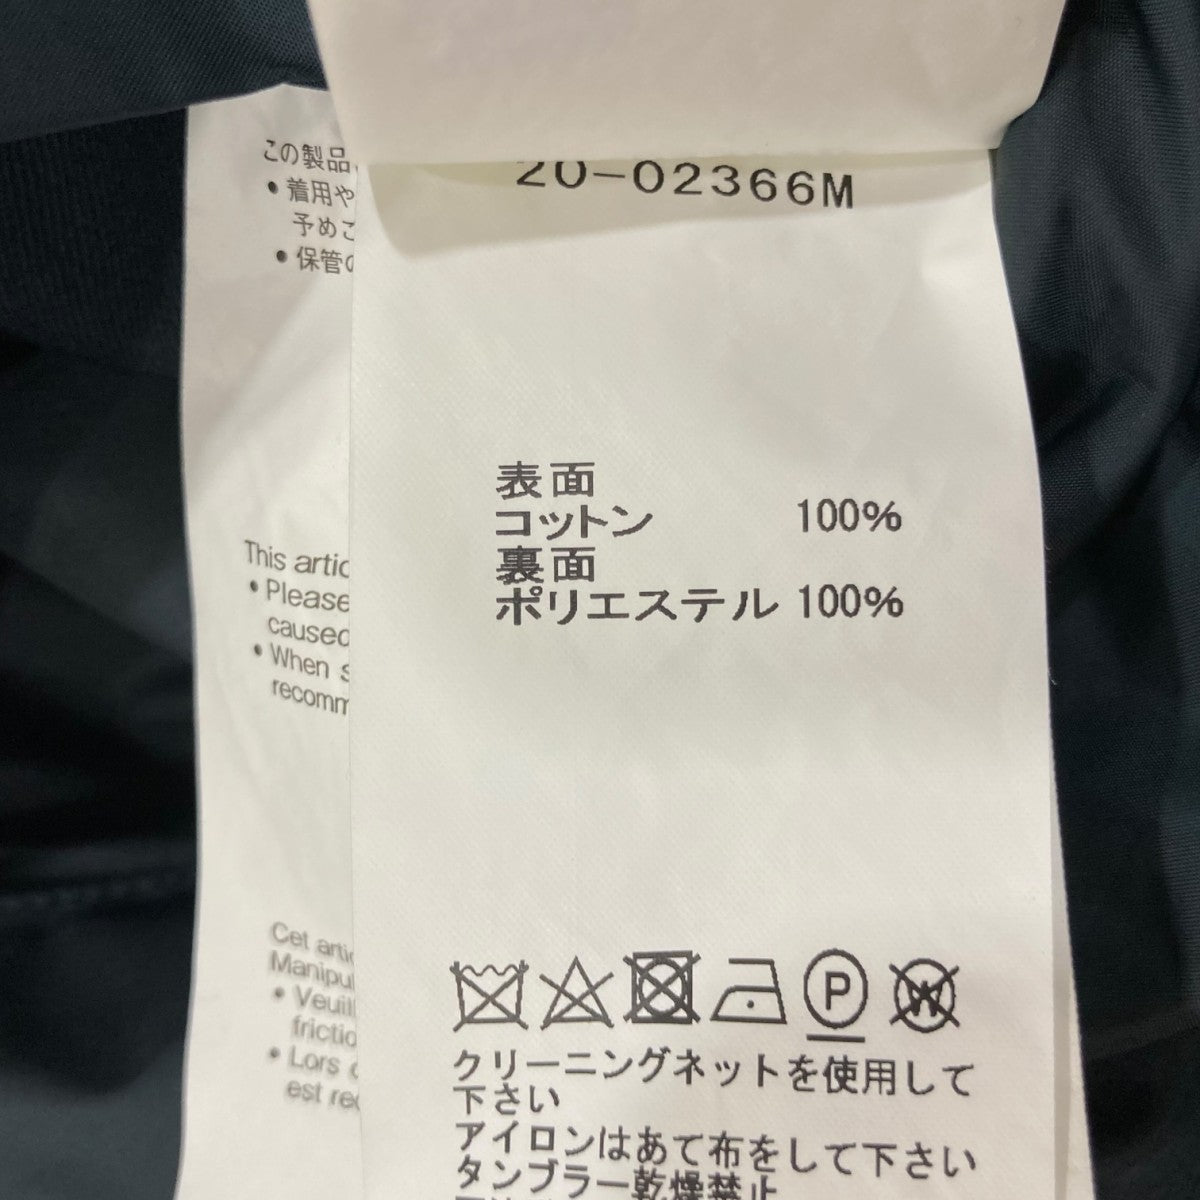 20-02366M
この製品
• 着用や
予めご
• 保管の
表面
コットン 100%
裏面
ポリエステル 100%
This artic
• Please
caused
• When s
recomm
Cet artic
Manipul
• Veuill
frictio
• Lors d
est rec
P
W
クリーニングネットを使用して
下さい
アイロンはあて布をして下さい
タンブラー乾燥禁止